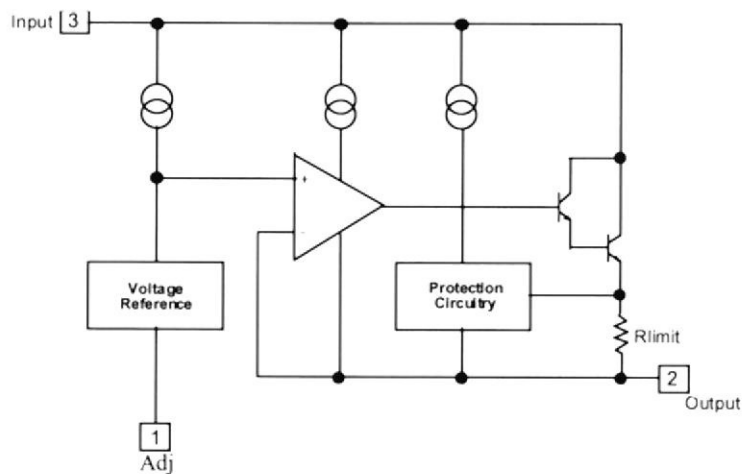 Input 3
+
-
Voltage
Reference
Protection
Circuitry
Rlimit
2
Output
1
Adj